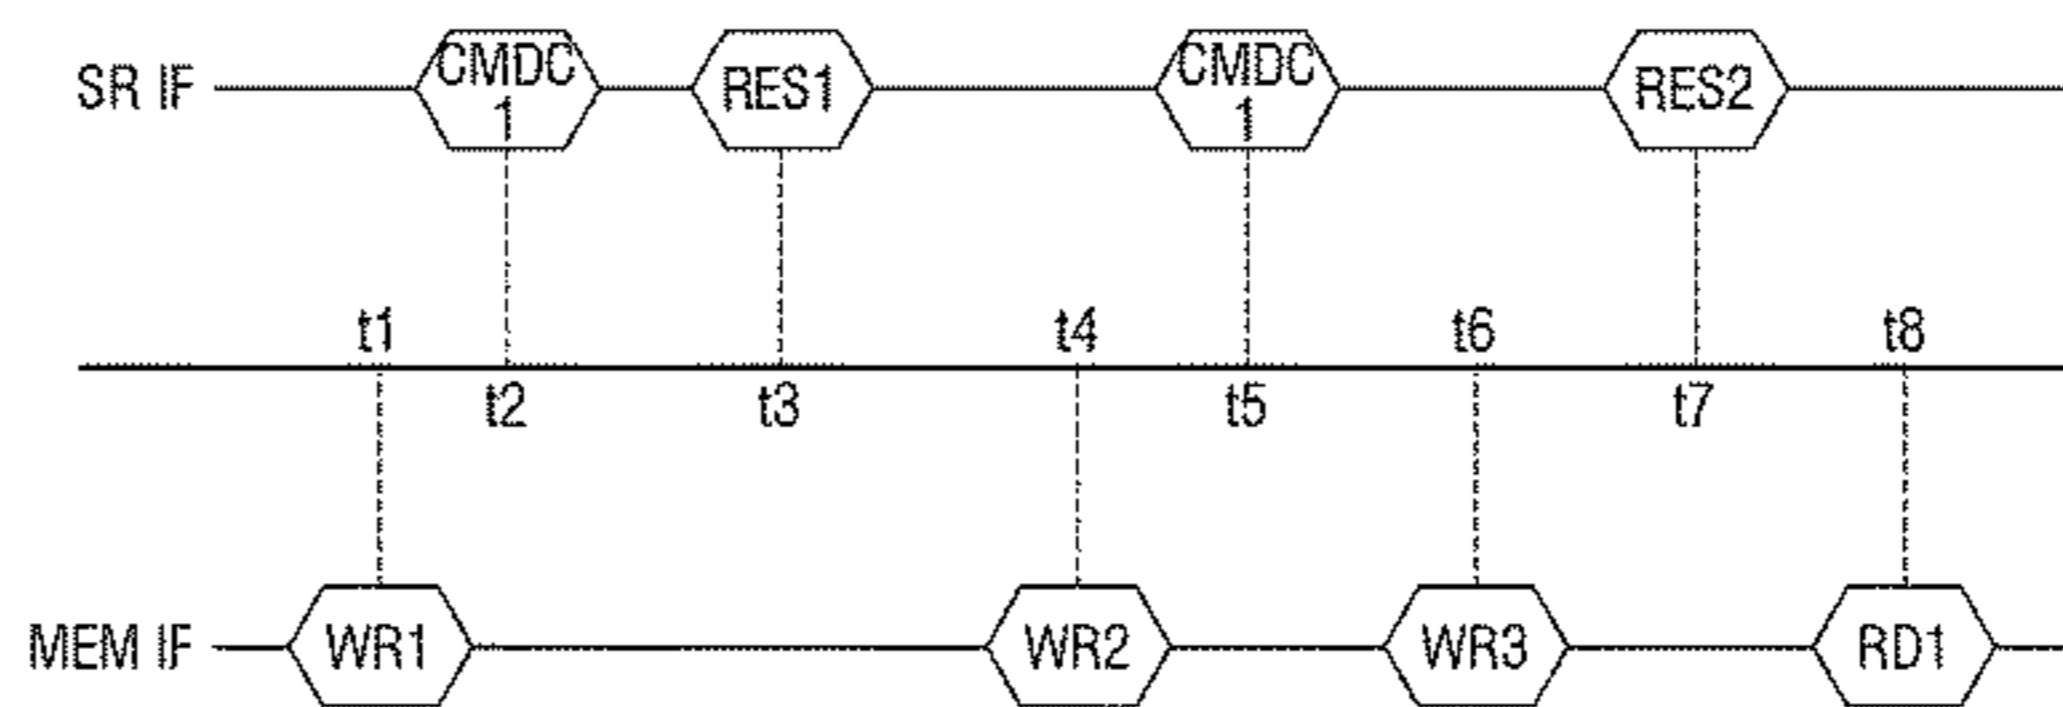 SR IF
CMDC
1
RES1
CMDC
1
RES2
t1
t4
t6
t8
t2
t3
t5
t7
MEM IF
WR1
WR2
WR3
RD1